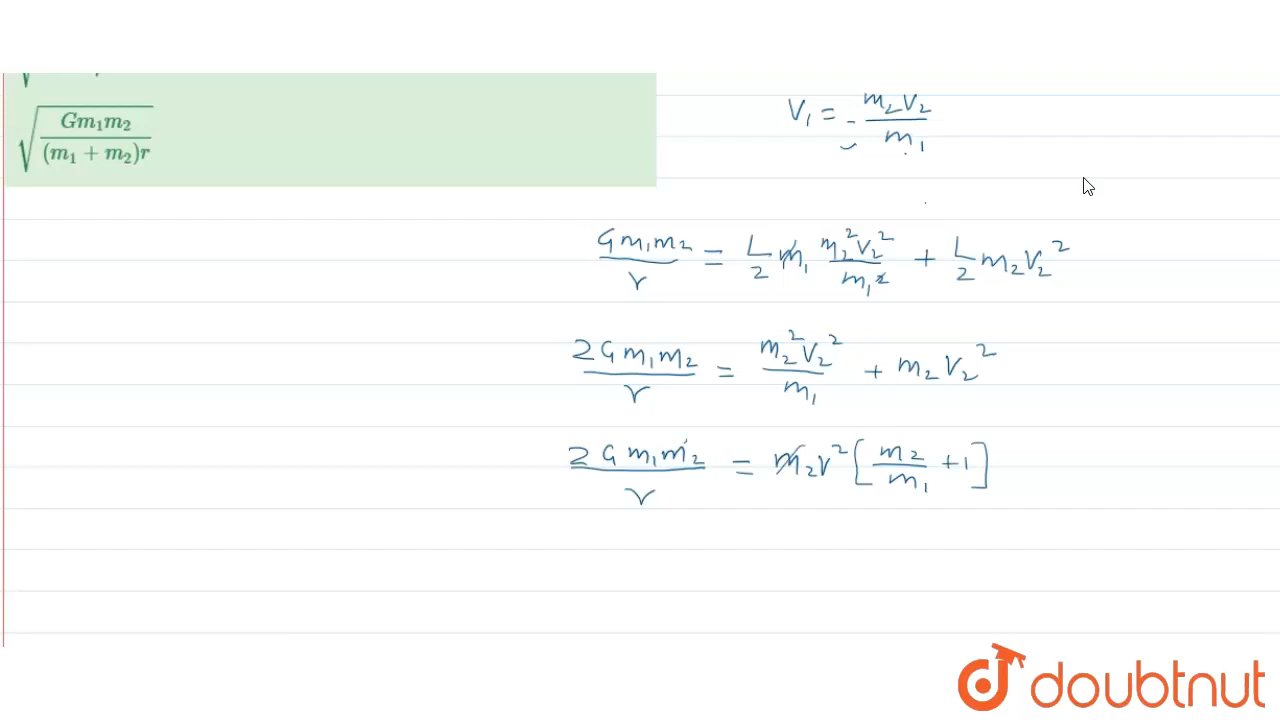 √(Gm₁m₂ / (m₁ + m₂)r)
V₁ = - m₂V₂ / m₁
Gm₁m₂ / r = 1/2 m₁ m₂²V₂² / m₁² + 1/2 m₂V₂²
2Gm₁m₂ / r = m₂²V₂² / m₁ + m₂V₂²
2Gm₁m₂ / r = m₂V² [m₂ / m₁ + 1]
doubtnut